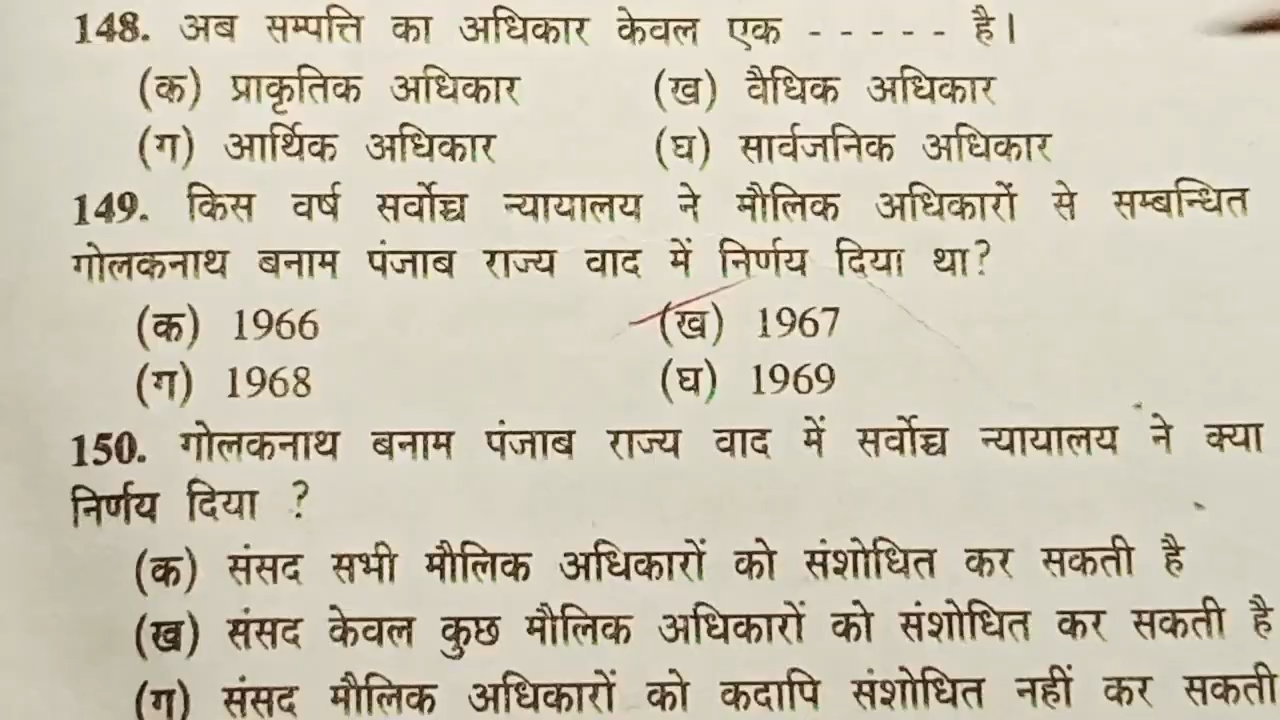 148. अब सम्पत्ति का अधिकार केवल एक - - - - - है।
(क) प्राकृतिक अधिकार (ख) वैधिक अधिकार
(ग) आर्थिक अधिकार (घ) सार्वजनिक अधिकार
149. किस वर्ष सर्वोच्च न्यायालय ने मौलिक अधिकारों से सम्बन्धित
गोलकनाथ बनाम पंजाब राज्य वाद में निर्णय दिया था?
(क) 1966 (ख) 1967
(ग) 1968 (घ) 1969
150. गोलकनाथ बनाम पंजाब राज्य वाद में सर्वोच्च न्यायालय ने क्या
निर्णय दिया ?
(क) संसद सभी मौलिक अधिकारों को संशोधित कर सकती है
(ख) संसद केवल कुछ मौलिक अधिकारों को संशोधित कर सकती है
(ग) संसद मौलिक अधिकारों को कदापि संशोधित नहीं कर सकती